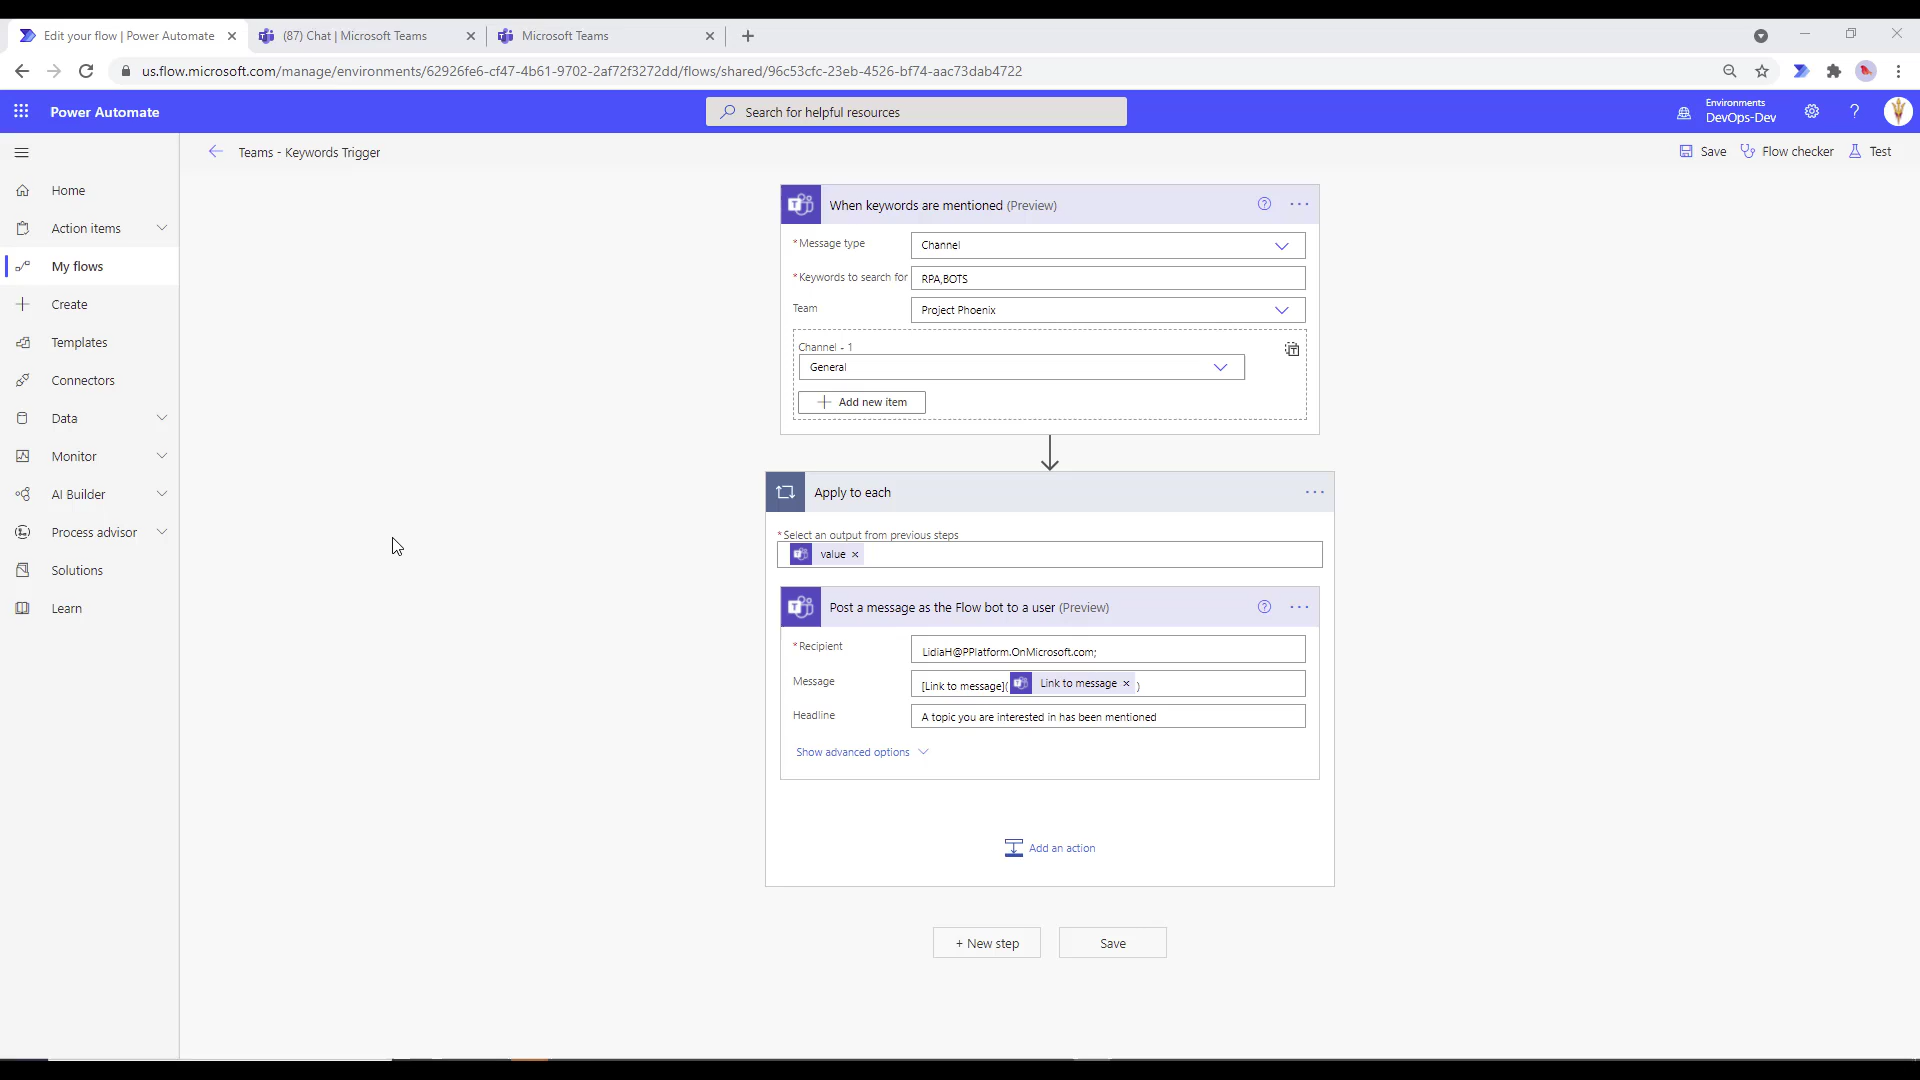 Edit your flow | Power Automate
(87) Chat | Microsoft Teams
Microsoft Teams
us.flow.microsoft.com/manage/environments/62926fe6-cf47-4b61-9702-2af72f3272dd/flows/shared/96c53cfc-23eb-4526-bf74-aac73dab4722
Power Automate
Search for helpful resources
Environments
DevOps-Dev
Teams - Keywords Trigger
Save
Flow checker
Test
Home
Action items
My flows
Create
Templates
Connectors
Data
Monitor
AI Builder
Process advisor
Solutions
Learn
When keywords are mentioned (Preview)
*Message type
Channel
*Keywords to search for
RPA,BOTS
Team
Project Phoenix
Channel - 1
General
Add new item
Apply to each
*Select an output from previous steps
value ×
Post a message as the Flow bot to a user (Preview)
*Recipient
LidiaH@PPlatform.OnMicrosoft.com;
Message
[Link to message]( Link to message × )
Headline
A topic you are interested in has been mentioned
Show advanced options
Add an action
+ New step
Save